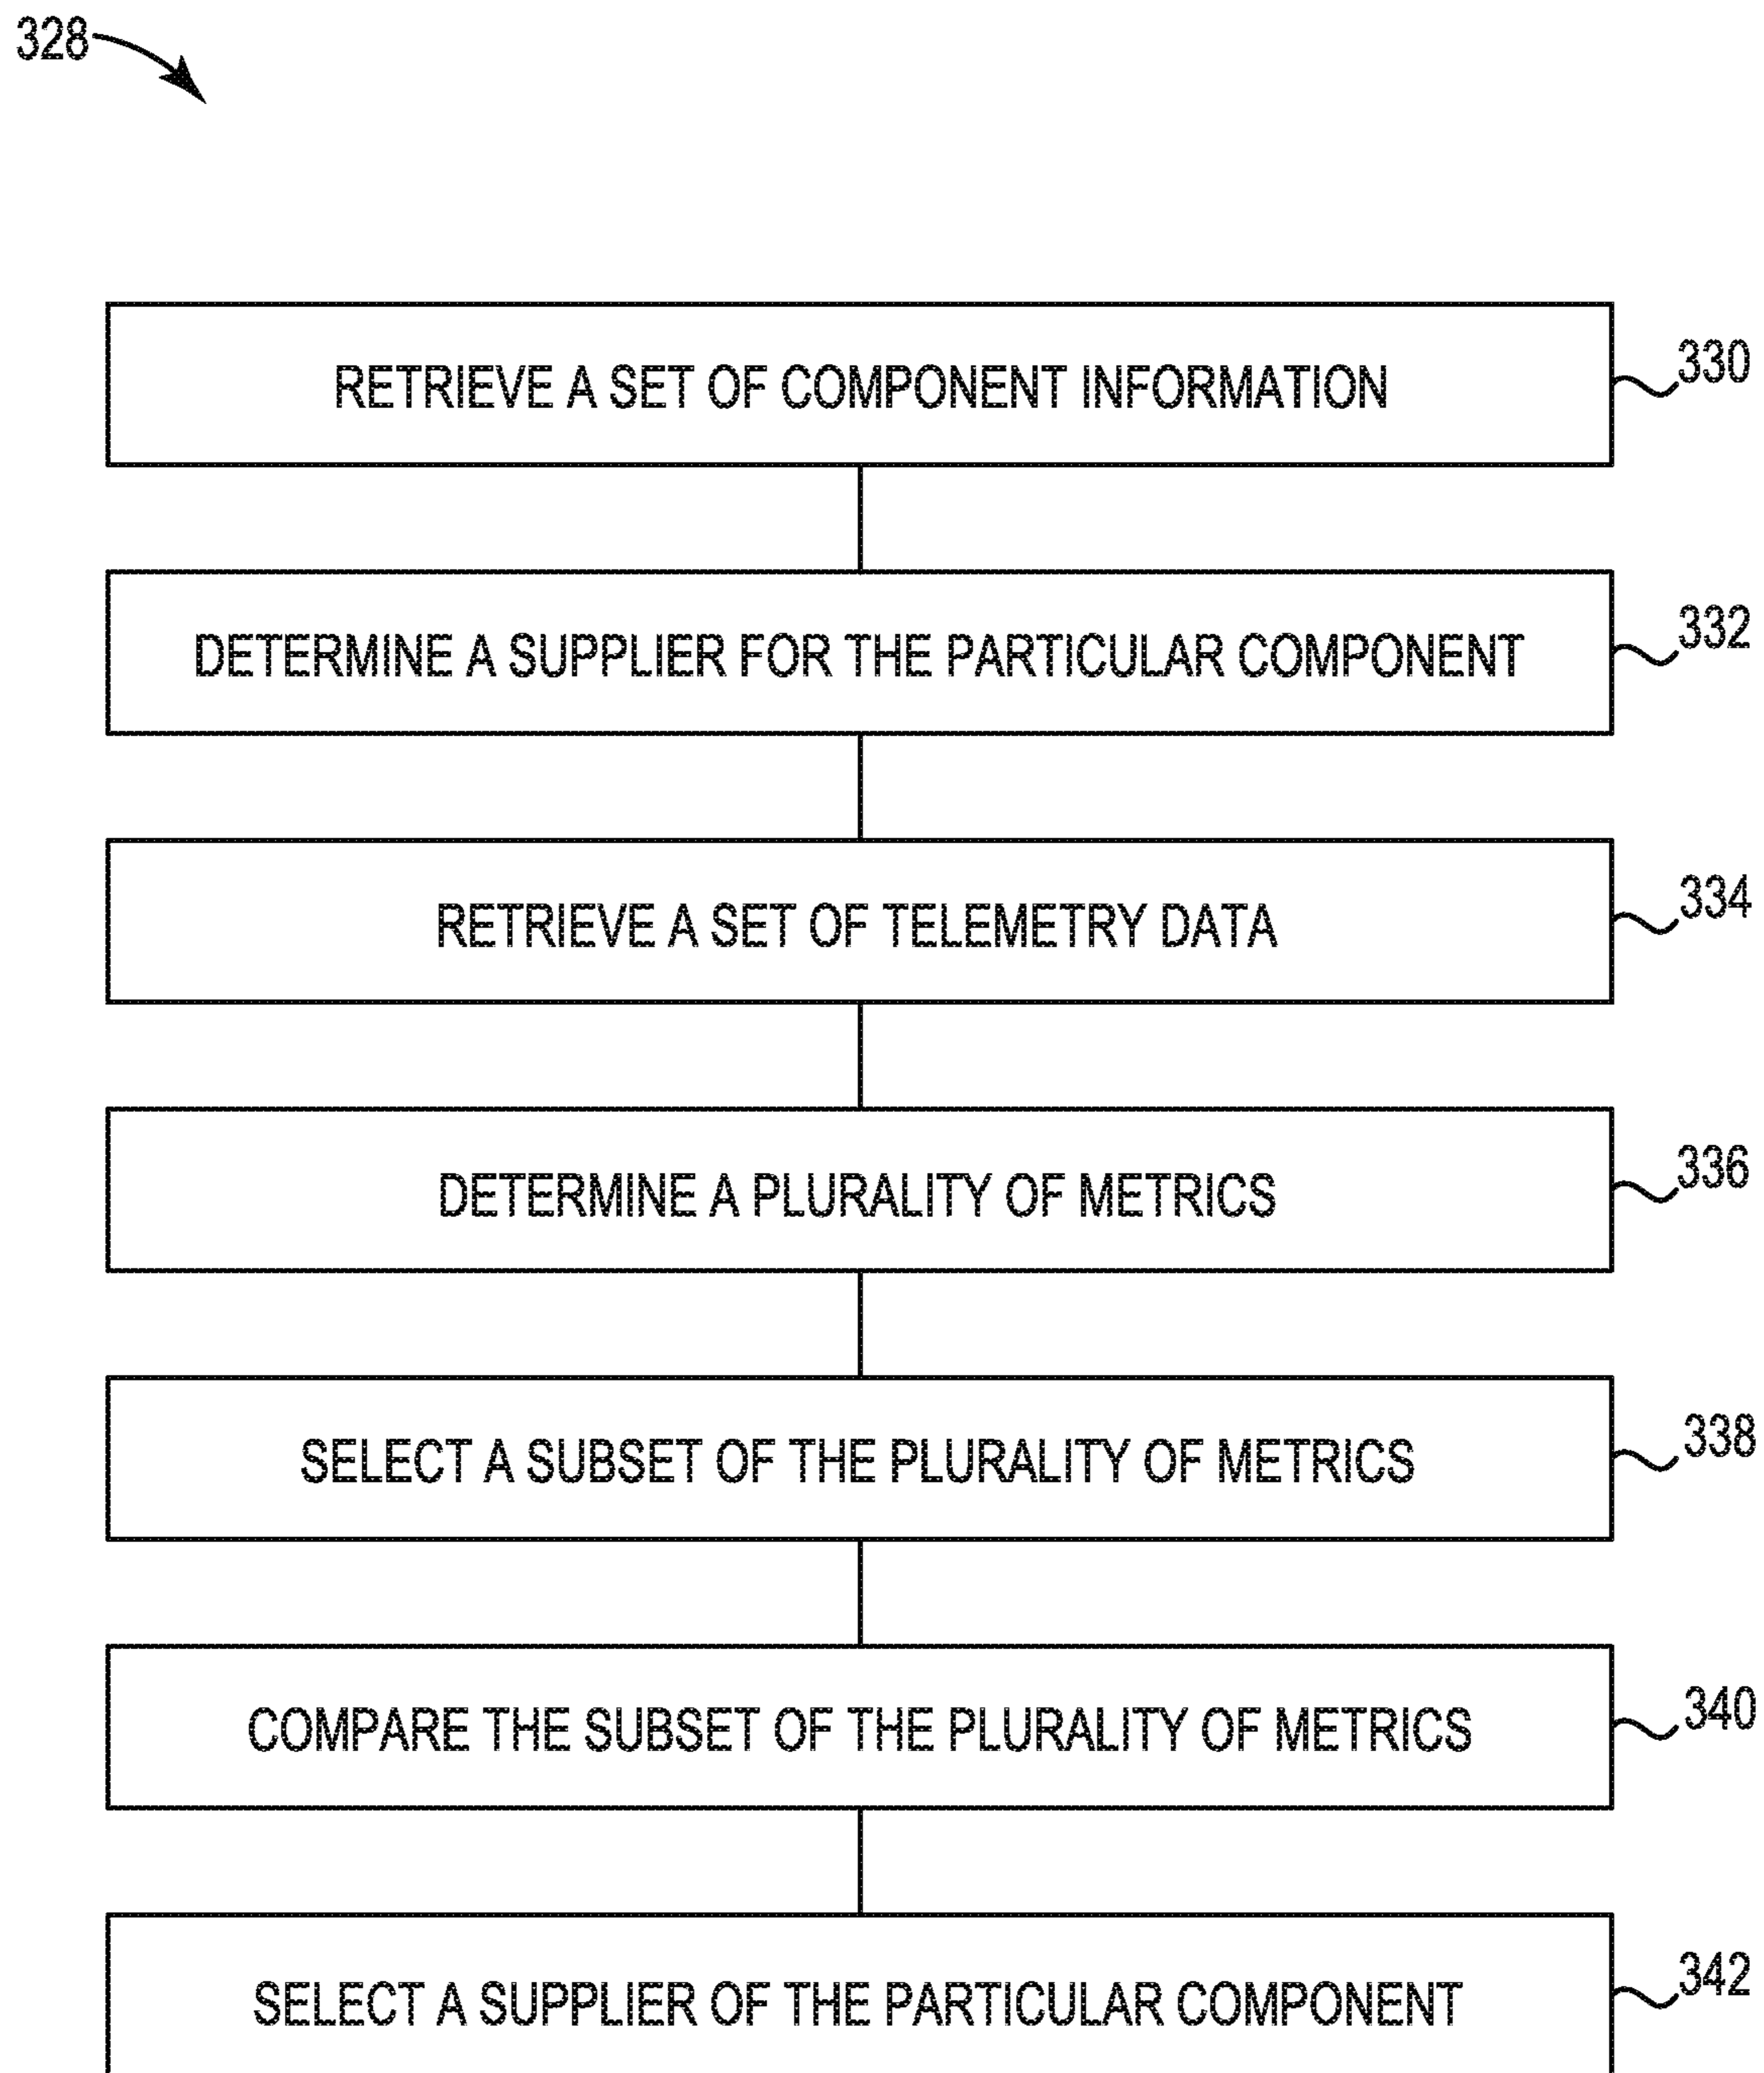 328
RETRIEVE A SET OF COMPONENT INFORMATION
330
DETERMINE A SUPPLIER FOR THE PARTICULAR COMPONENT
332
RETRIEVE A SET OF TELEMETRY DATA
334
DETERMINE A PLURALITY OF METRICS
336
SELECT A SUBSET OF THE PLURALITY OF METRICS
338
COMPARE THE SUBSET OF THE PLURALITY OF METRICS
340
SELECT A SUPPLIER OF THE PARTICULAR COMPONENT
342